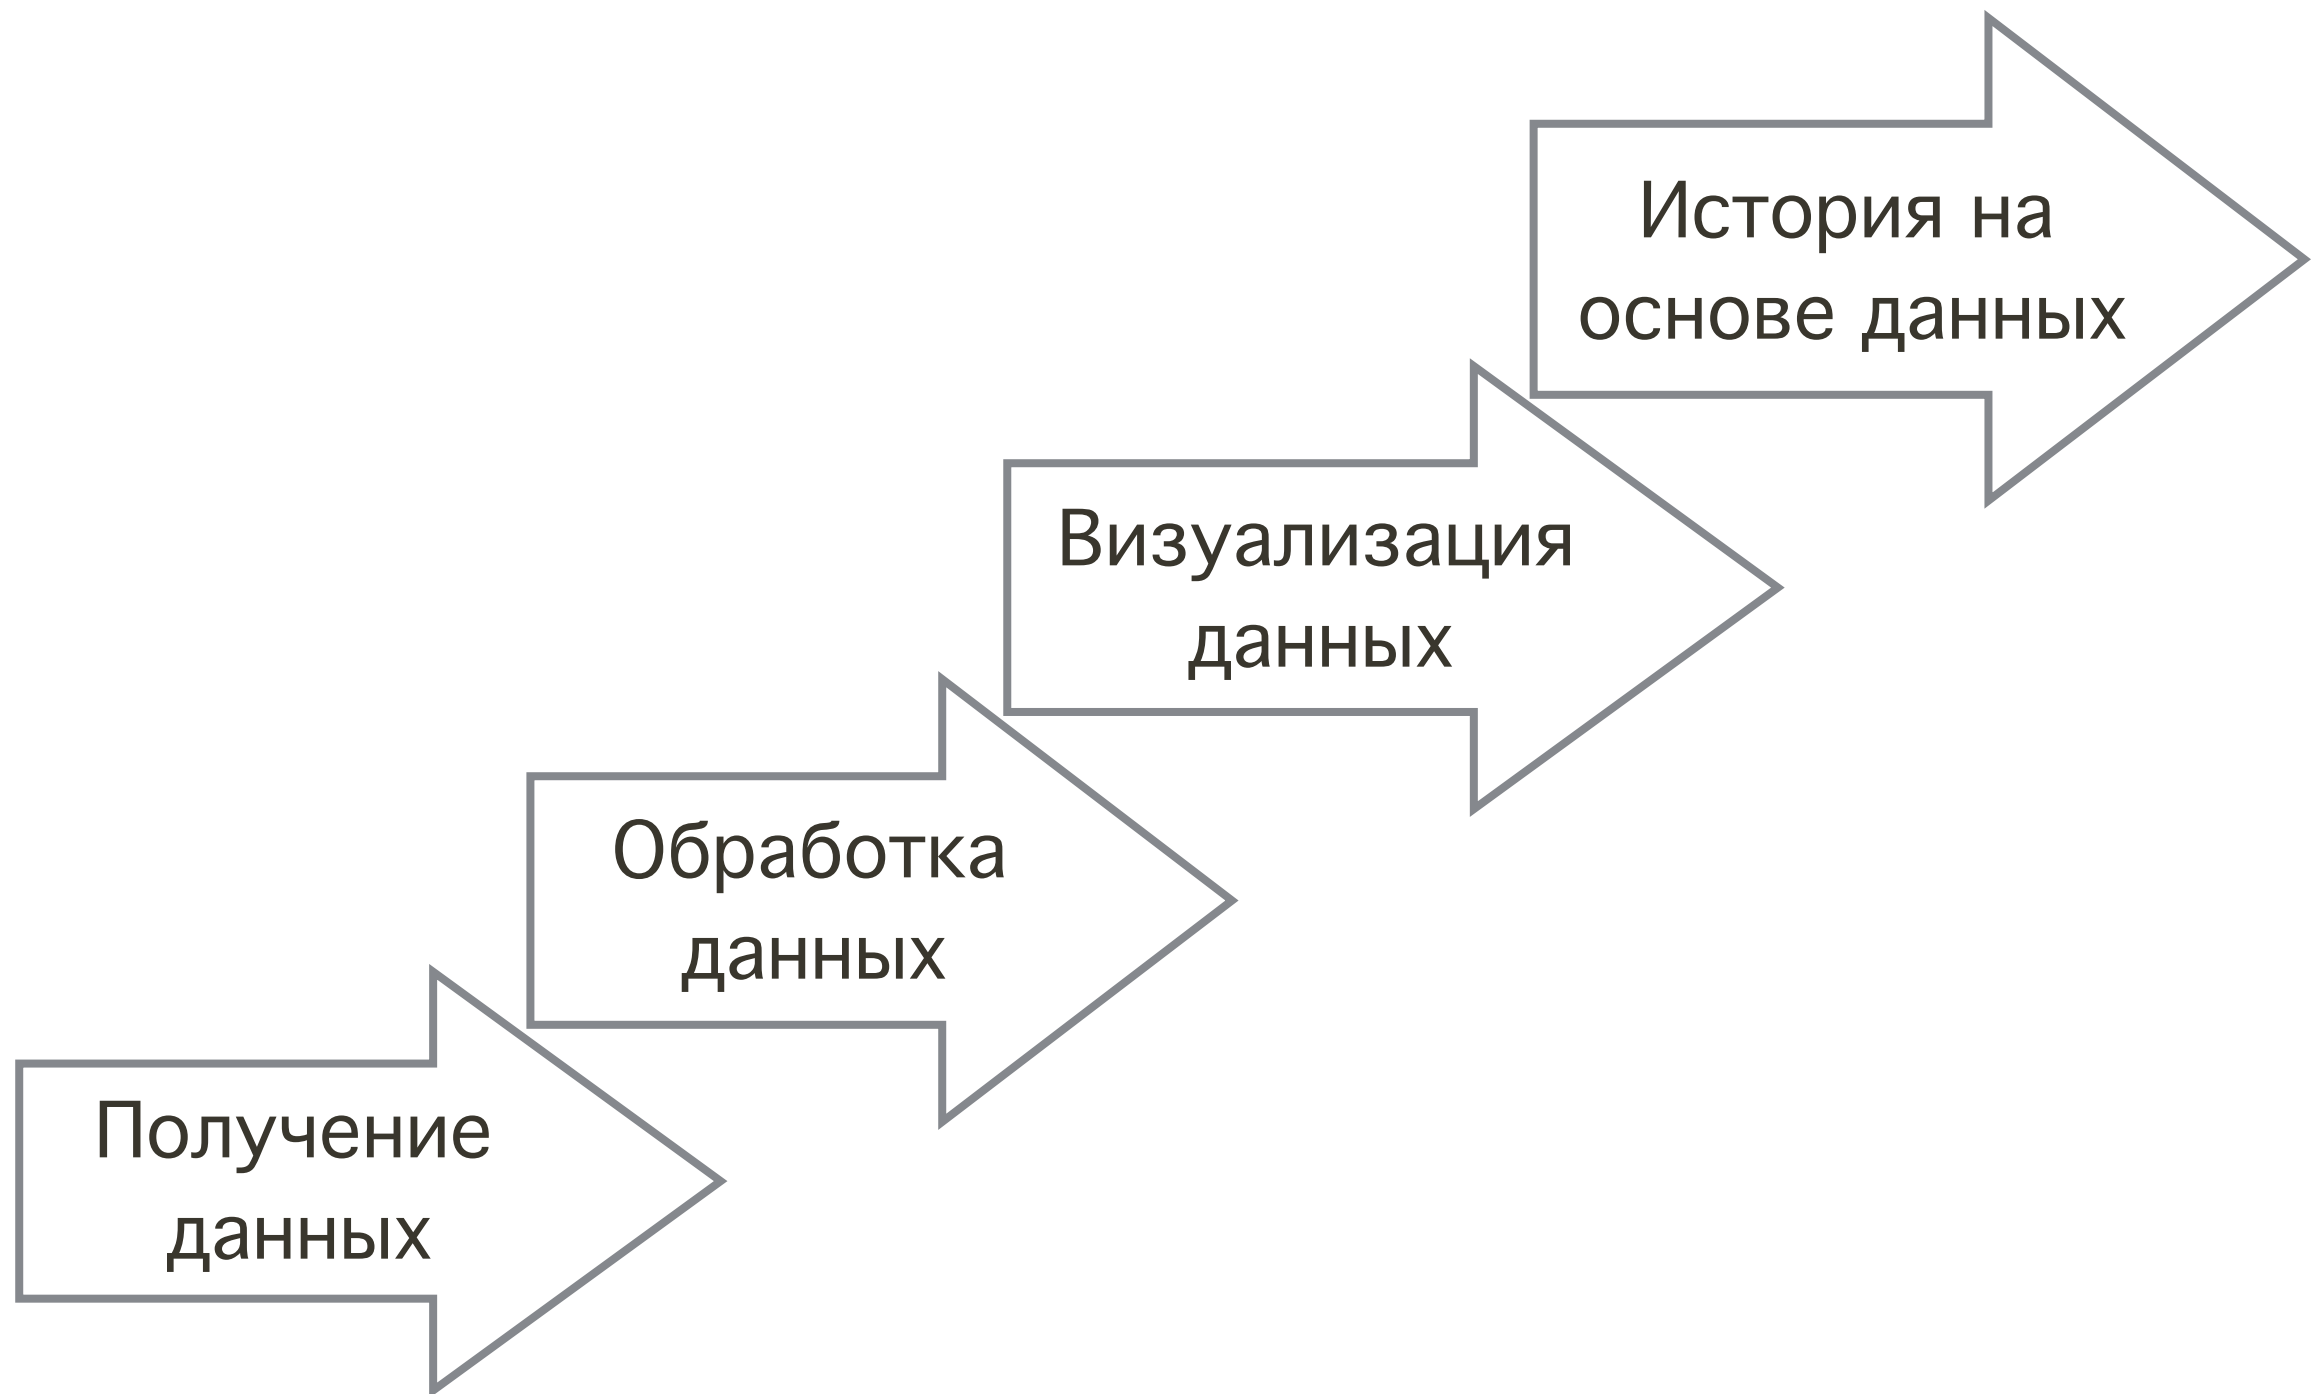 История на
основе данных
Визуализация
данных
Обработка
данных
Получение
данных